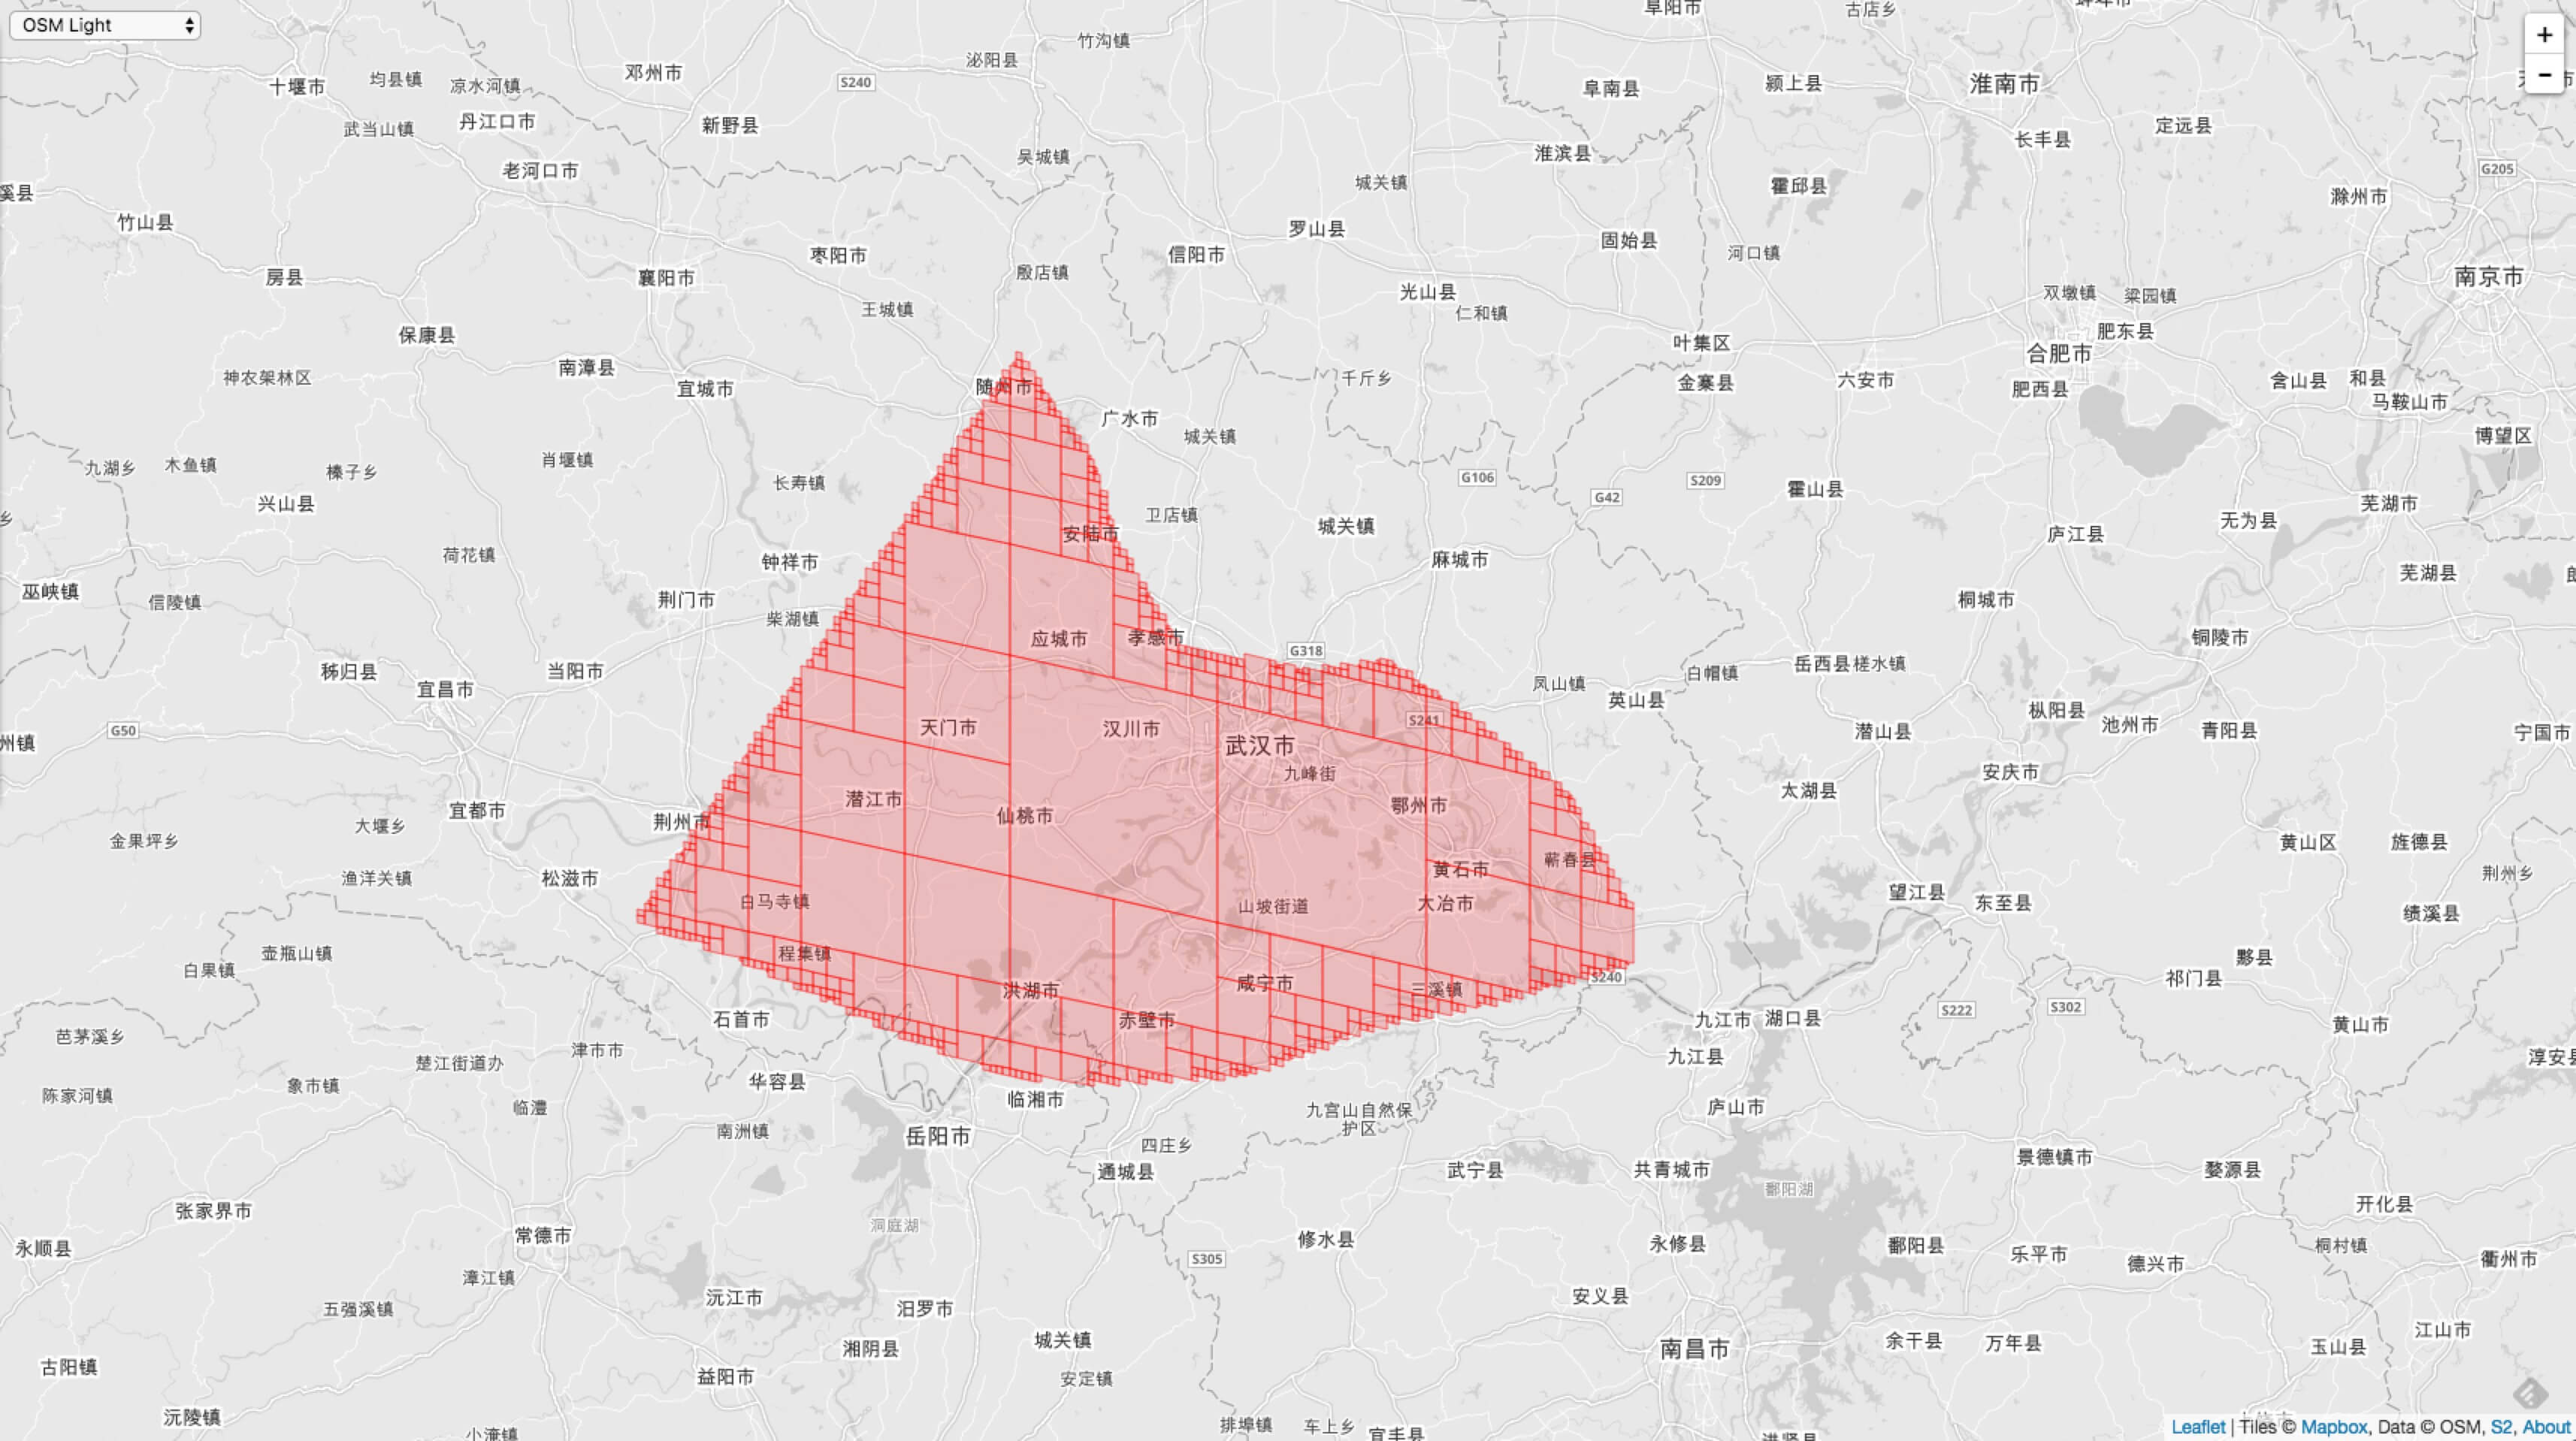 OSM Light
+
−
阜阳市
古店乡
竹沟镇
泌阳县
邓州市
S240
十堰市
均县镇
凉水河镇
阜南县
颍上县
淮南市
丹江口市
武当山镇
新野县
定远县
长丰县
吴城镇
淮滨县
老河口市
G205
城关镇
霍邱县
溪县
滁州市
竹山县
罗山县
固始县
枣阳市
信阳市
河口镇
殷店镇
襄阳市
房县
南京市
光山县
双墩镇
梁园镇
王城镇
仁和镇
肥东县
保康县
叶集区
合肥市
南漳县
神农架林区
千斤乡
宜城市
随州市
金寨县
六安市
肥西县
含山县
和县
马鞍山市
广水市
城关镇
博望区
肖堰镇
九湖乡
木鱼镇
榛子乡
长寿镇
G106
S209
霍山县
G42
兴山县
芜湖市
卫店镇
城关镇
无为县
安陆市
庐江县
荷花镇
钟祥市
麻城市
芜湖县
巫峡镇
信陵镇
荆门市
桐城市
柴湖镇
应城市
孝感市
铜陵市
G318
岳西县
槎水镇
秭归县
当阳市
白帽镇
凤山镇
宜昌市
英山县
枞阳县
S241
池州市
G50
天门市
汉川市
潜山县
青阳县
宁国市
州镇
武汉市
九峰街
安庆市
太湖县
潜江市
鄂州市
宜都市
仙桃市
荆州市
大堰乡
金果坪乡
黄山区
旌德县
蕲春县
黄石市
荆州乡
渔洋关镇
松滋市
望江县
白马寺镇
山坡街道
大冶市
东至县
绩溪县
壶瓶山镇
程集镇
黟县
白果镇
S240
祁门县
咸宁市
洪湖市
三溪镇
S222
S302
石首市
赤壁市
九江市
湖口县
黄山市
芭茅溪乡
津市市
楚江街道办
九江县
淳安县
华容县
象市镇
陈家河镇
临湘市
临澧
九宫山自然保
护区
庐山市
南洲镇
岳阳市
四庄乡
景德镇市
通城县
武宁县
共青城市
婺源县
鄱阳湖
张家界市
开化县
洞庭湖
常德市
修水县
永修县
鄱阳县
桐村镇
永顺县
乐平市
S305
德兴市
衢州市
漳江镇
沅江市
安义县
五强溪镇
汨罗市
江山市
城关镇
余干县
万年县
湘阴县
南昌市
玉山县
古阳镇
益阳市
安定镇
沅陵镇
排埠镇
车上乡
宜丰县
小淹镇
Leaflet | Tiles © Mapbox, Data © OSM, S2, About